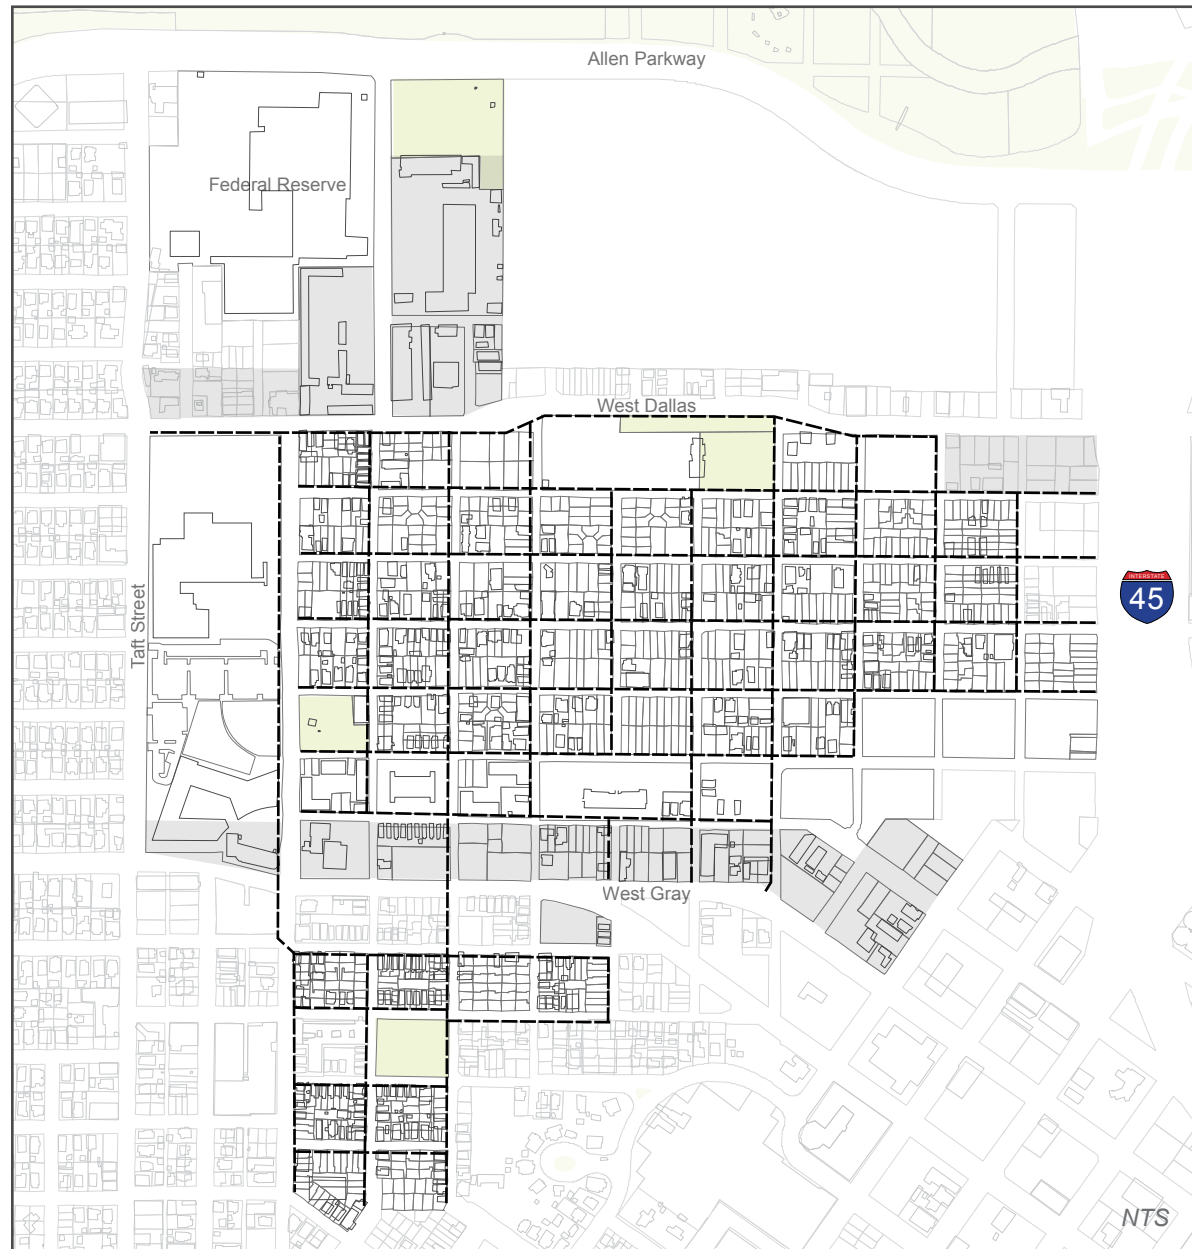 Allen Parkway
Federal Reserve
West Dallas
INTERSTATE
45
Taft Street
West Gray
NTS